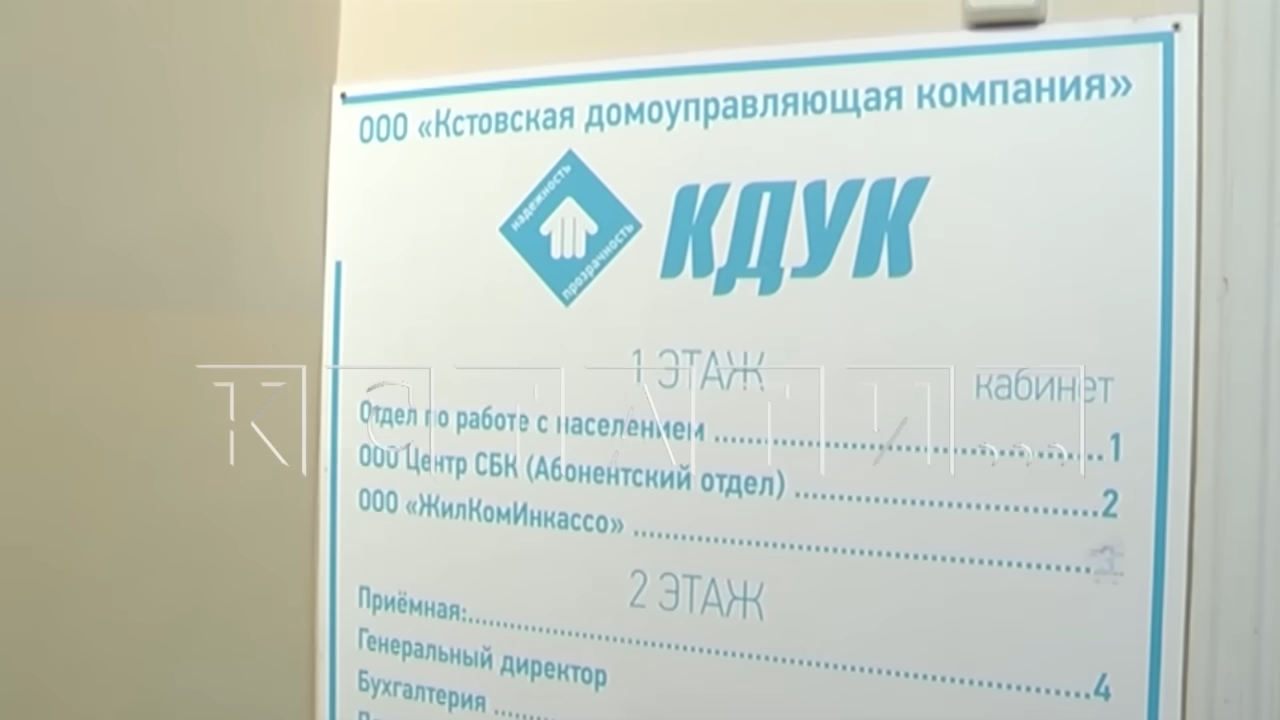 ООО «Кстовская домоуправляющая компания»
надежность
прозрачность
КДУК
1 ЭТАЖ
кабинет
Отдел по работе с населением ........ 1
ООО Центр СБК (Абонентский отдел) ........ 2
ООО «ЖилКомИнкассо» ........
2 ЭТАЖ
Приёмная: ........ 4
Генеральный директор
Бухгалтерия ........
Кстати...